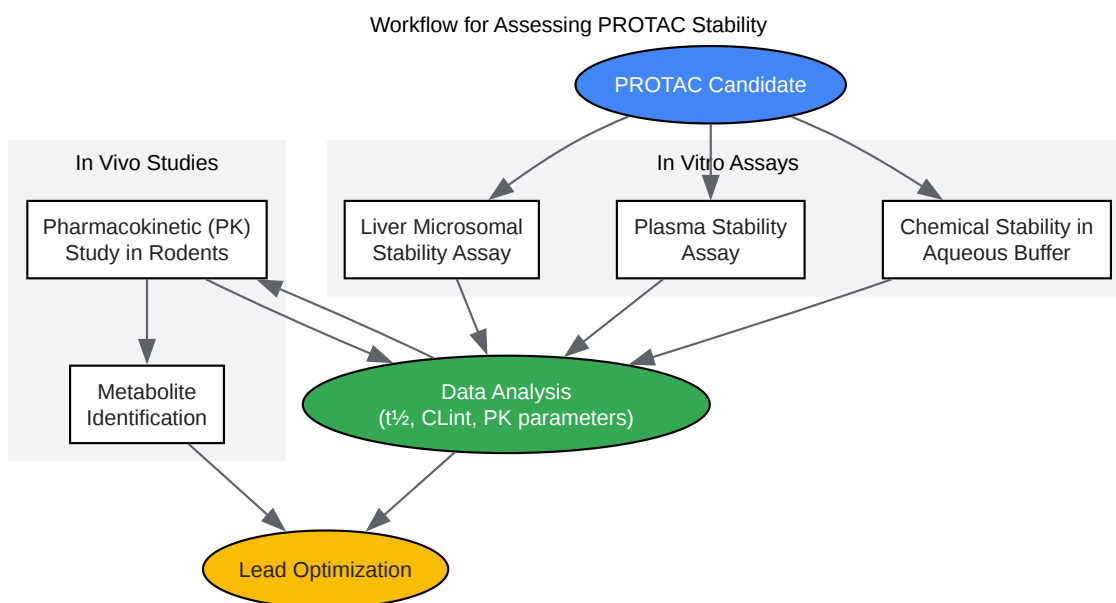 Workflow for Assessing PROTAC Stability
PROTAC Candidate
In Vivo Studies
In Vitro Assays
Pharmacokinetic (PK)
Study in Rodents
Liver Microsomal
Stability Assay
Plasma Stability
Assay
Chemical Stability in
Aqueous Buffer
Metabolite
Identification
Data Analysis
(t½, CLint, PK parameters)
Lead Optimization